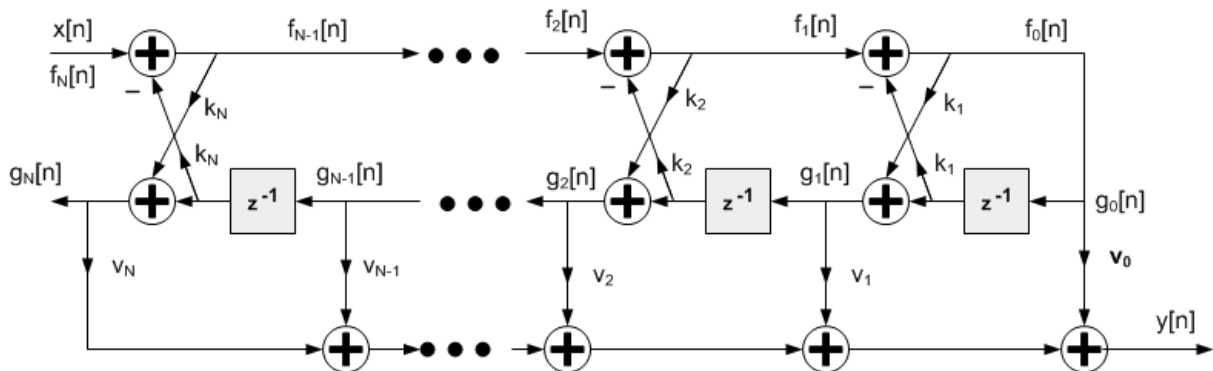 x[n]
f_N[n]
f_{N-1}[n]
f_2[n]
f_1[n]
f_0[n]
k_N
k_2
k_1
k_N
k_2
k_1
g_N[n]
z^{-1}
g_{N-1}[n]
g_2[n]
z^{-1}
g_1[n]
z^{-1}
g_0[n]
v_N
v_{N-1}
v_2
v_1
v_0
y[n]